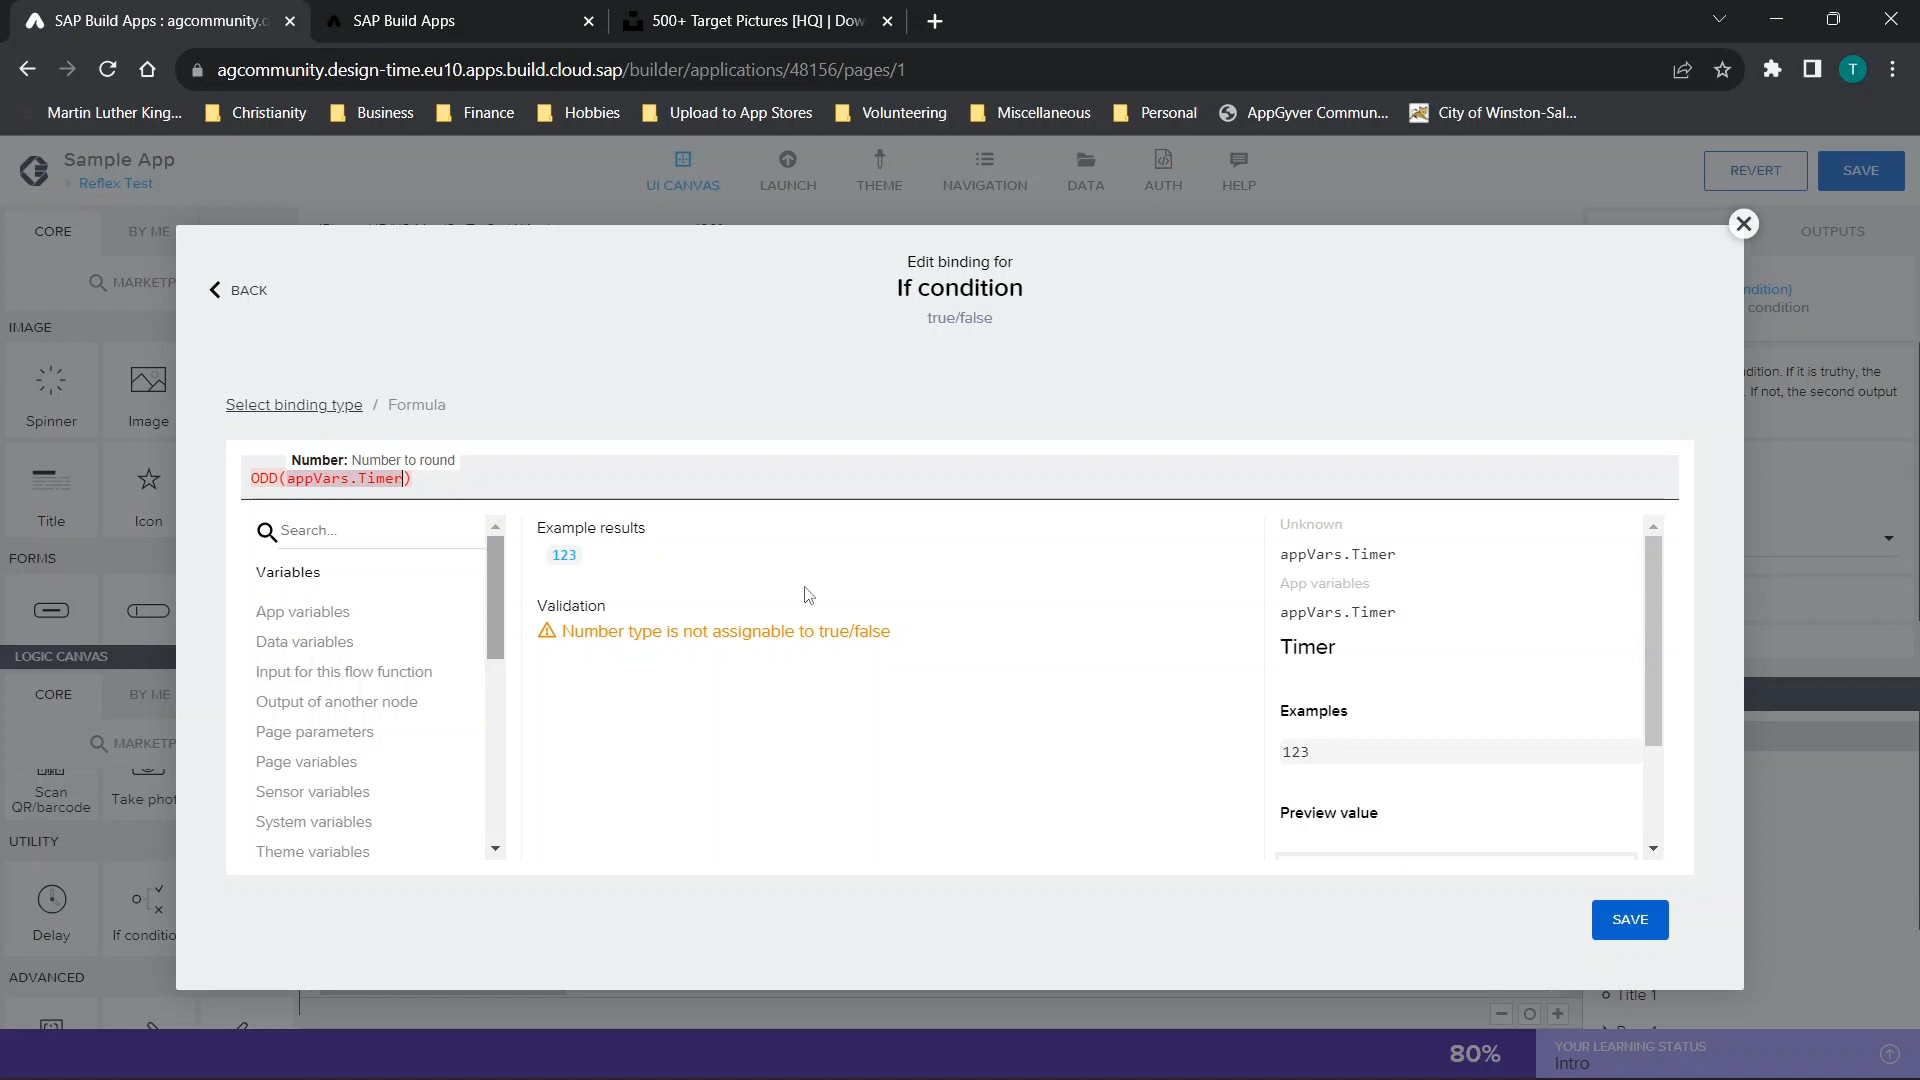 SAP Build Apps : agcommunity.c
SAP Build Apps
500+ Target Pictures [HQ] | Dow
agcommunity.design-time.eu10.apps.build.cloud.sap/builder/applications/48156/pages/1
T
Martin Luther King...
Christianity
Business
Finance
Hobbies
Upload to App Stores
Volunteering
Miscellaneous
Personal
AppGyver Commun...
City of Winston-Sal...
Sample App
Reflex Test
UI CANVAS
LAUNCH
THEME
NAVIGATION
DATA
AUTH
HELP
REVERT
SAVE
CORE
BY ME
OUTPUTS
MARKETP
BACK
Edit binding for
If condition
true/false
ndition)
condition
IMAGE
Spinner
Image
dition. If it is truthy, the
If not, the second output
Select binding type / Formula
Number: Number to round
ODD(appVars.Timer)
Title
Icon
FORMS
Search...
Variables
App variables
Data variables
Input for this flow function
Output of another node
Page parameters
Page variables
Sensor variables
System variables
Theme variables
Example results
123
Validation
Number type is not assignable to true/false
Unknown
appVars.Timer
App variables
appVars.Timer
Timer
Examples
123
Preview value
LOGIC CANVAS
CORE
BY ME
MARKETP
Scan
QR/barcode
Take phot
UTILITY
Delay
If conditio
ADVANCED
SAVE
Title 1
80%
YOUR LEARNING STATUS
Intro